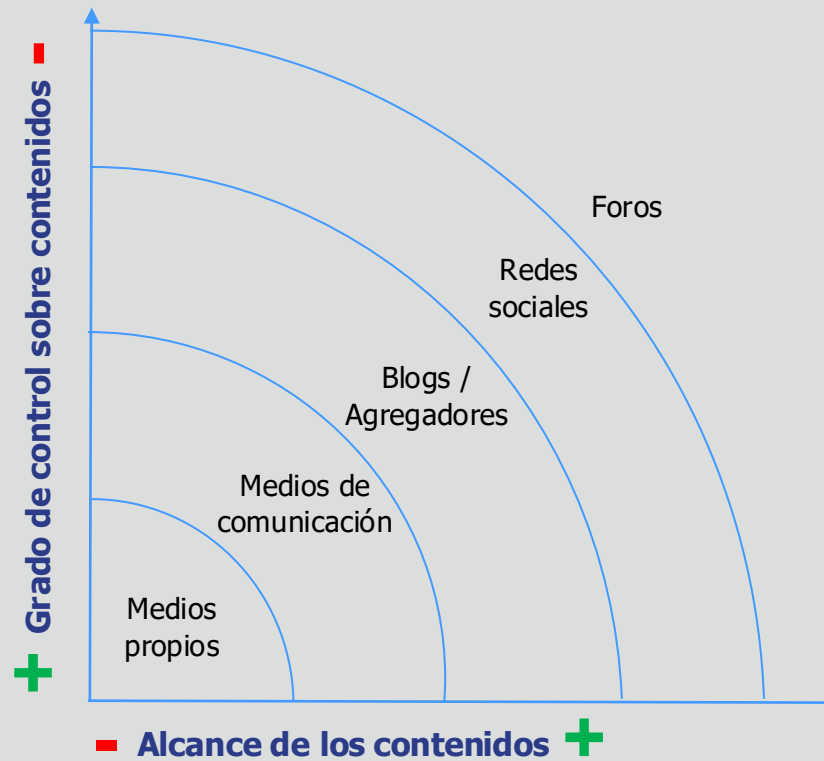 - Grado de control sobre contenidos +
Foros
Redes
sociales
Blogs /
Agregadores
Medios de
comunicación
Medios
propios
- Alcance de los contenidos +